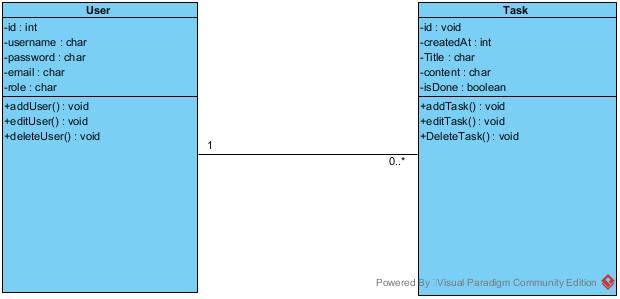 User
-id : int
-username : char
-password : char
-email : char
-role : char
+addUser() : void
+editUser() : void
+deleteUser() : void
1
0..*
Task
-id : void
-createdAt : int
-Title : char
-content : char
-isDone : boolean
+addTask() : void
+editTask() : void
+DeleteTask() : void
Powered By Visual Paradigm Community Edition